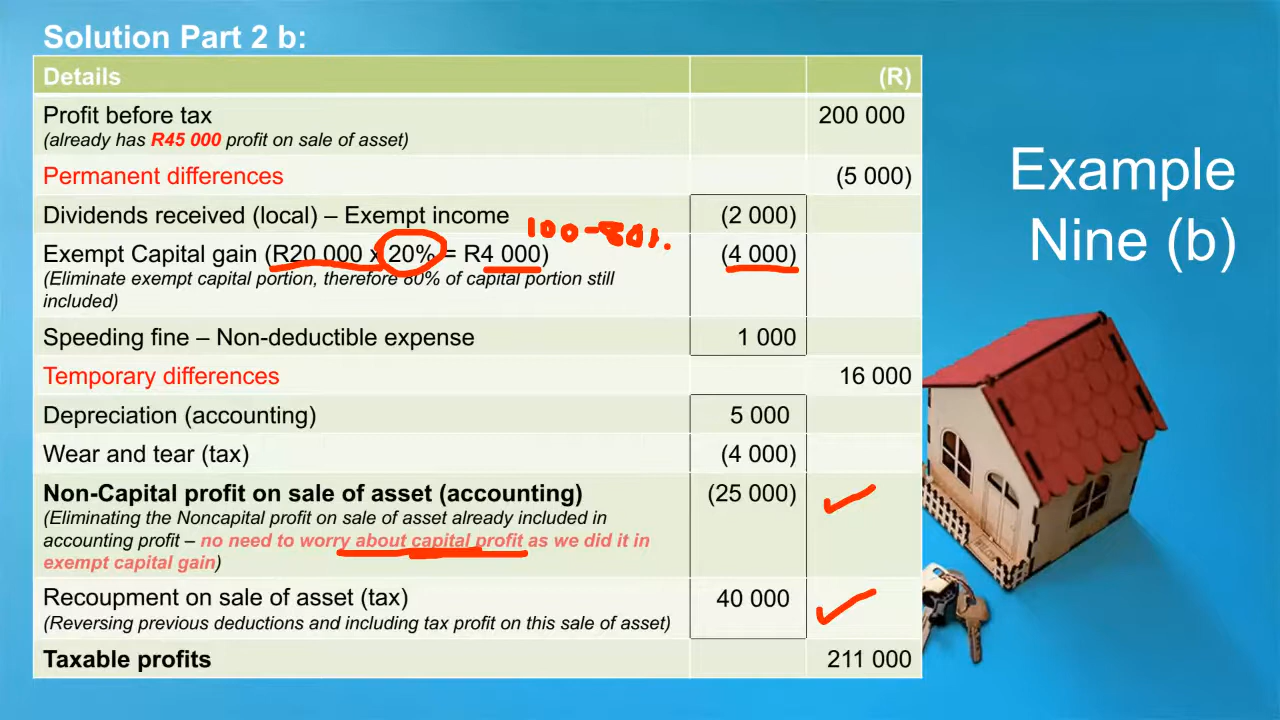 Solution Part 2 b:
Details (R)
Profit before tax 200 000
(already has R45 000 profit on sale of asset)
Permanent differences (5 000)
Dividends received (local) – Exempt income (2 000)
100-80%.
Exempt Capital gain (R20 000 x 20% = R4 000) (4 000)
(Eliminate exempt capital portion, therefore 80% of capital portion still
included)
Speeding fine – Non-deductible expense 1 000
Temporary differences 16 000
Depreciation (accounting) 5 000
Wear and tear (tax) (4 000)
Non-Capital profit on sale of asset (accounting) (25 000)
(Eliminating the Noncapital profit on sale of asset already included in
accounting profit – no need to worry about capital profit as we did it in
exempt capital gain)
Recoupment on sale of asset (tax) 40 000
(Reversing previous deductions and including tax profit on this sale of asset)
Taxable profits 211 000
Example
Nine (b)